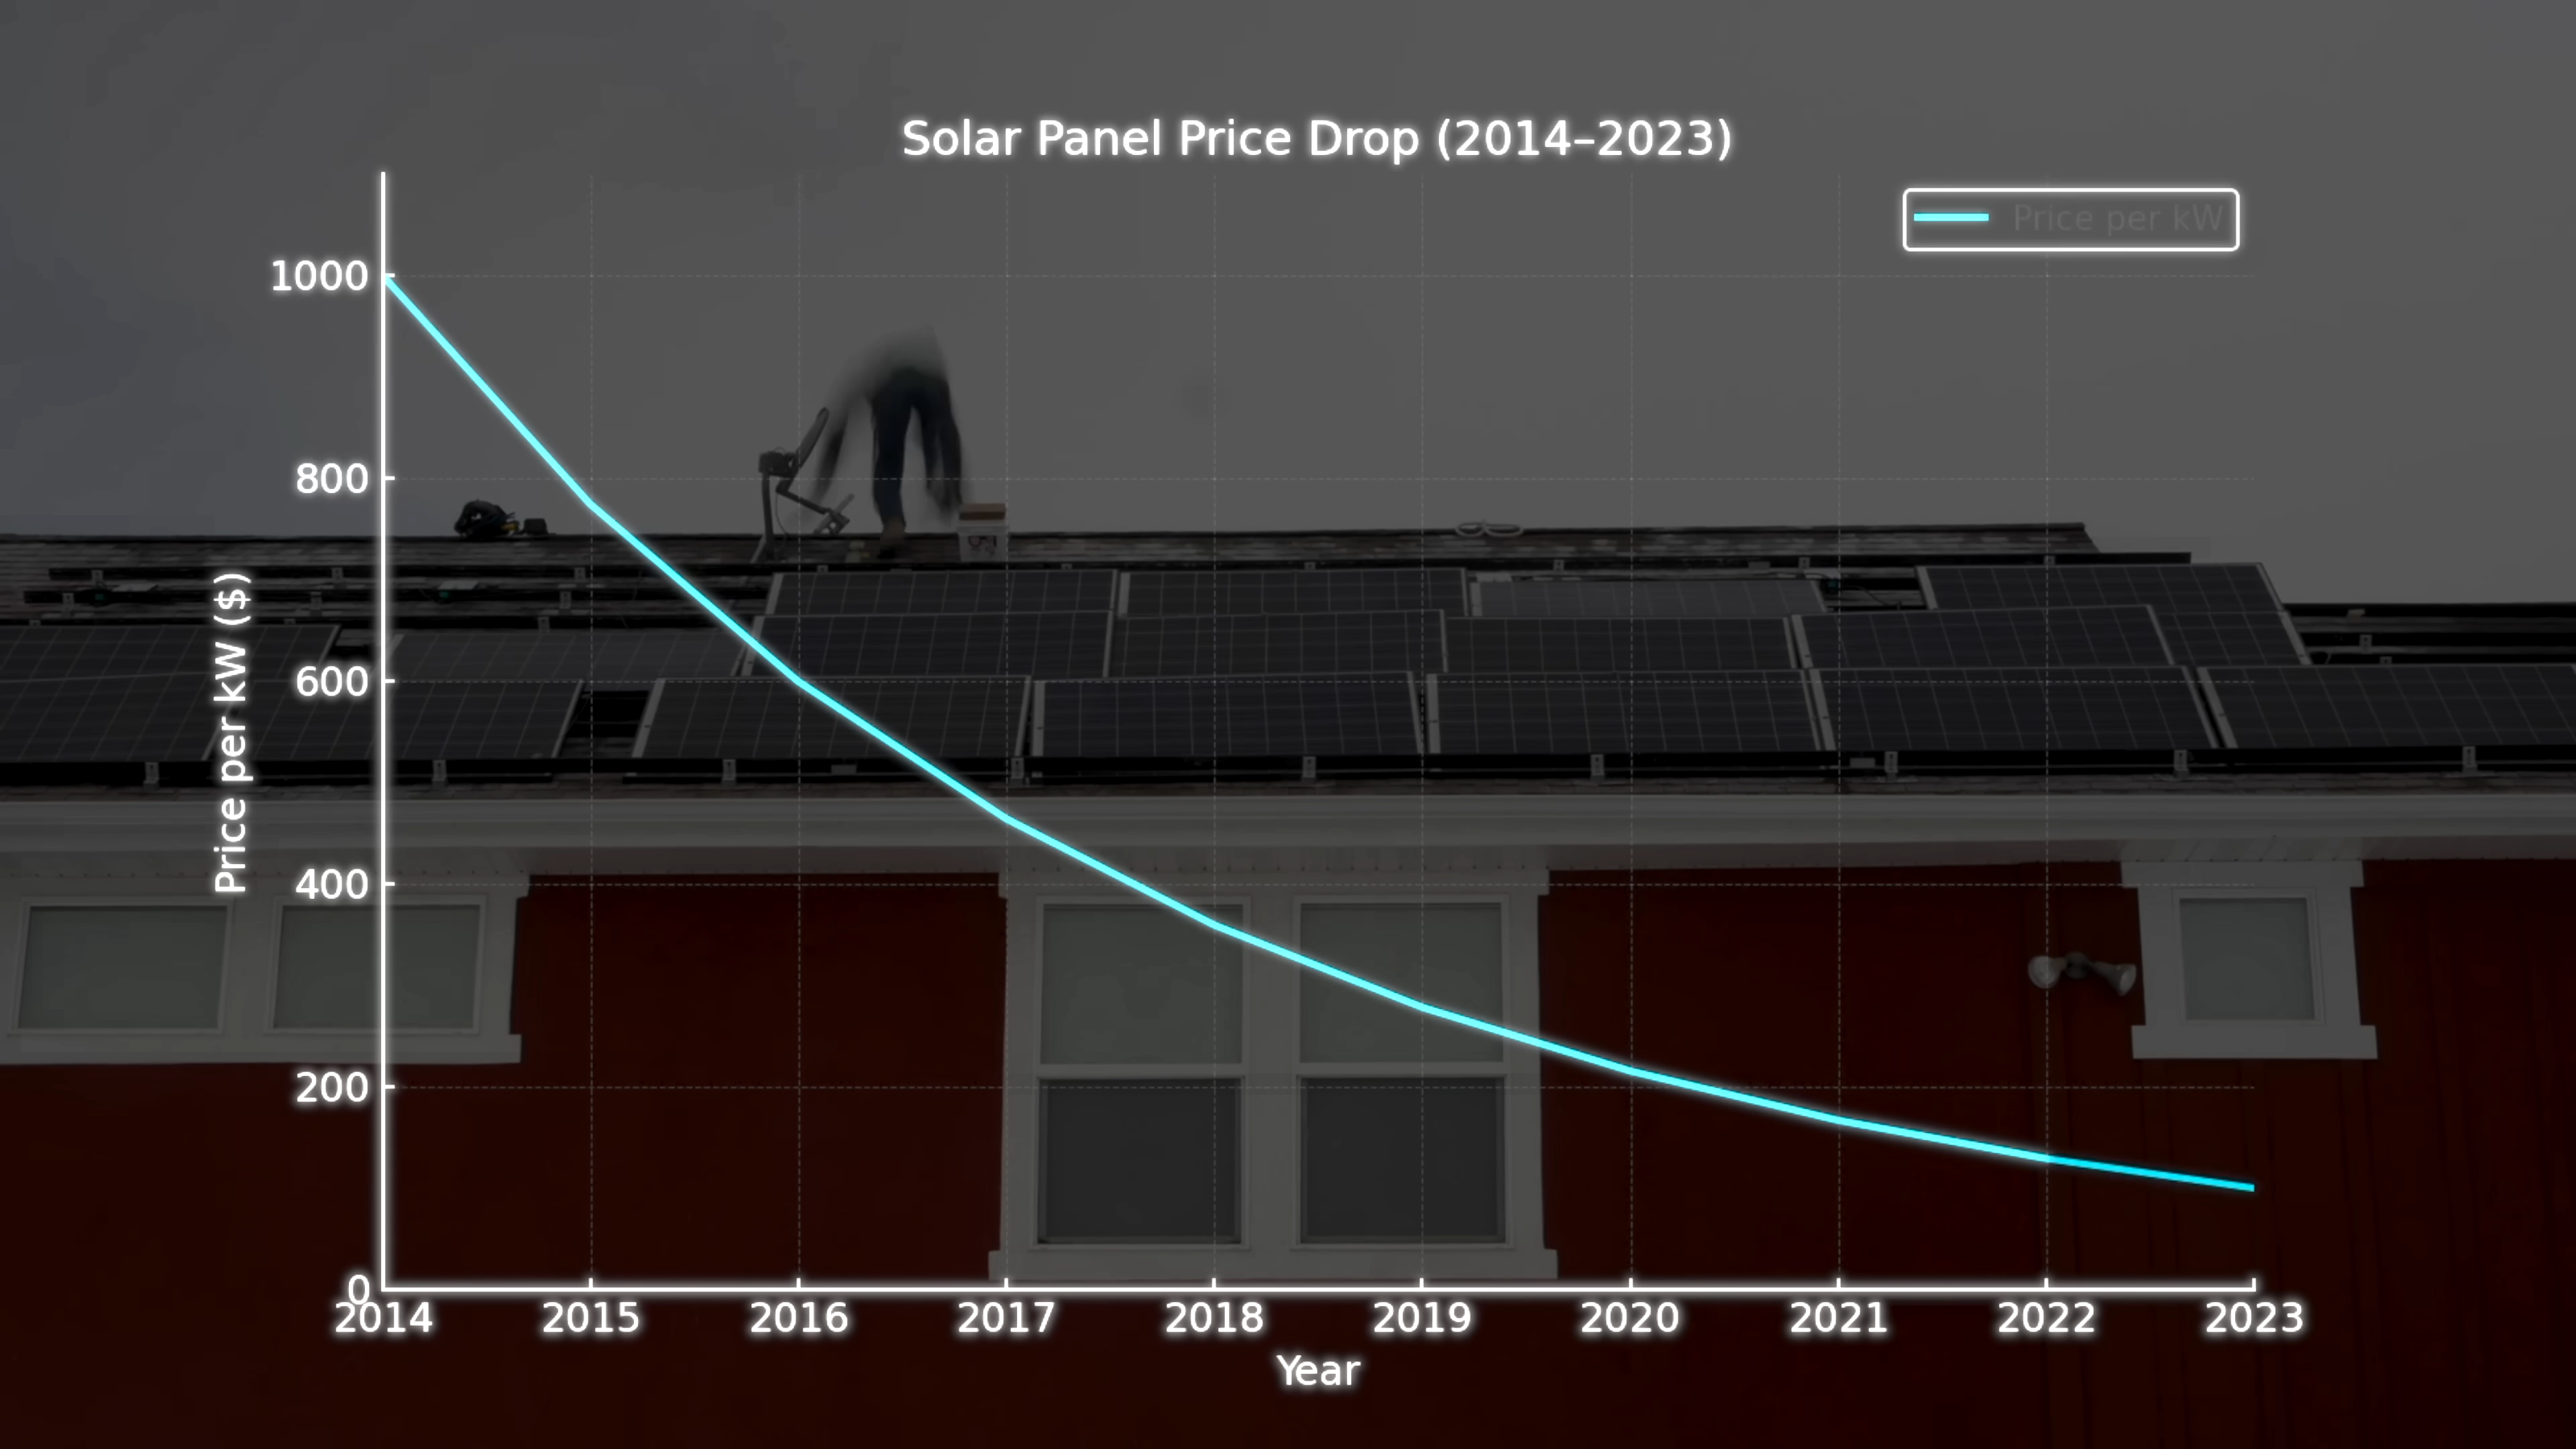 Solar Panel Price Drop (2014–2023)
Price per kW
1000
800
600
400
200
0
Price per kW ($)
2014 2015 2016 2017 2018 2019 2020 2021 2022 2023
Year